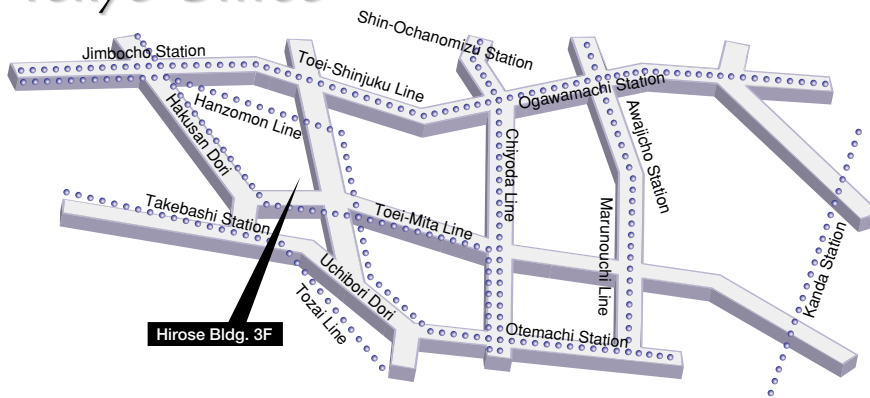 Tokyo Office
Shin-Ochanomizu Station
Jimbocho Station
Toei-Shinjuku Line
Ogawamachi Station
Hanzomon Line
Hakusan Dori
Chiyoda Line
Awajicho Station
Takebashi Station
Toei-Mita Line
Marunouchi Line
Kanda Station
Uchibori Dori
Tozai Line
Hirose Bldg. 3F
Otemachi Station